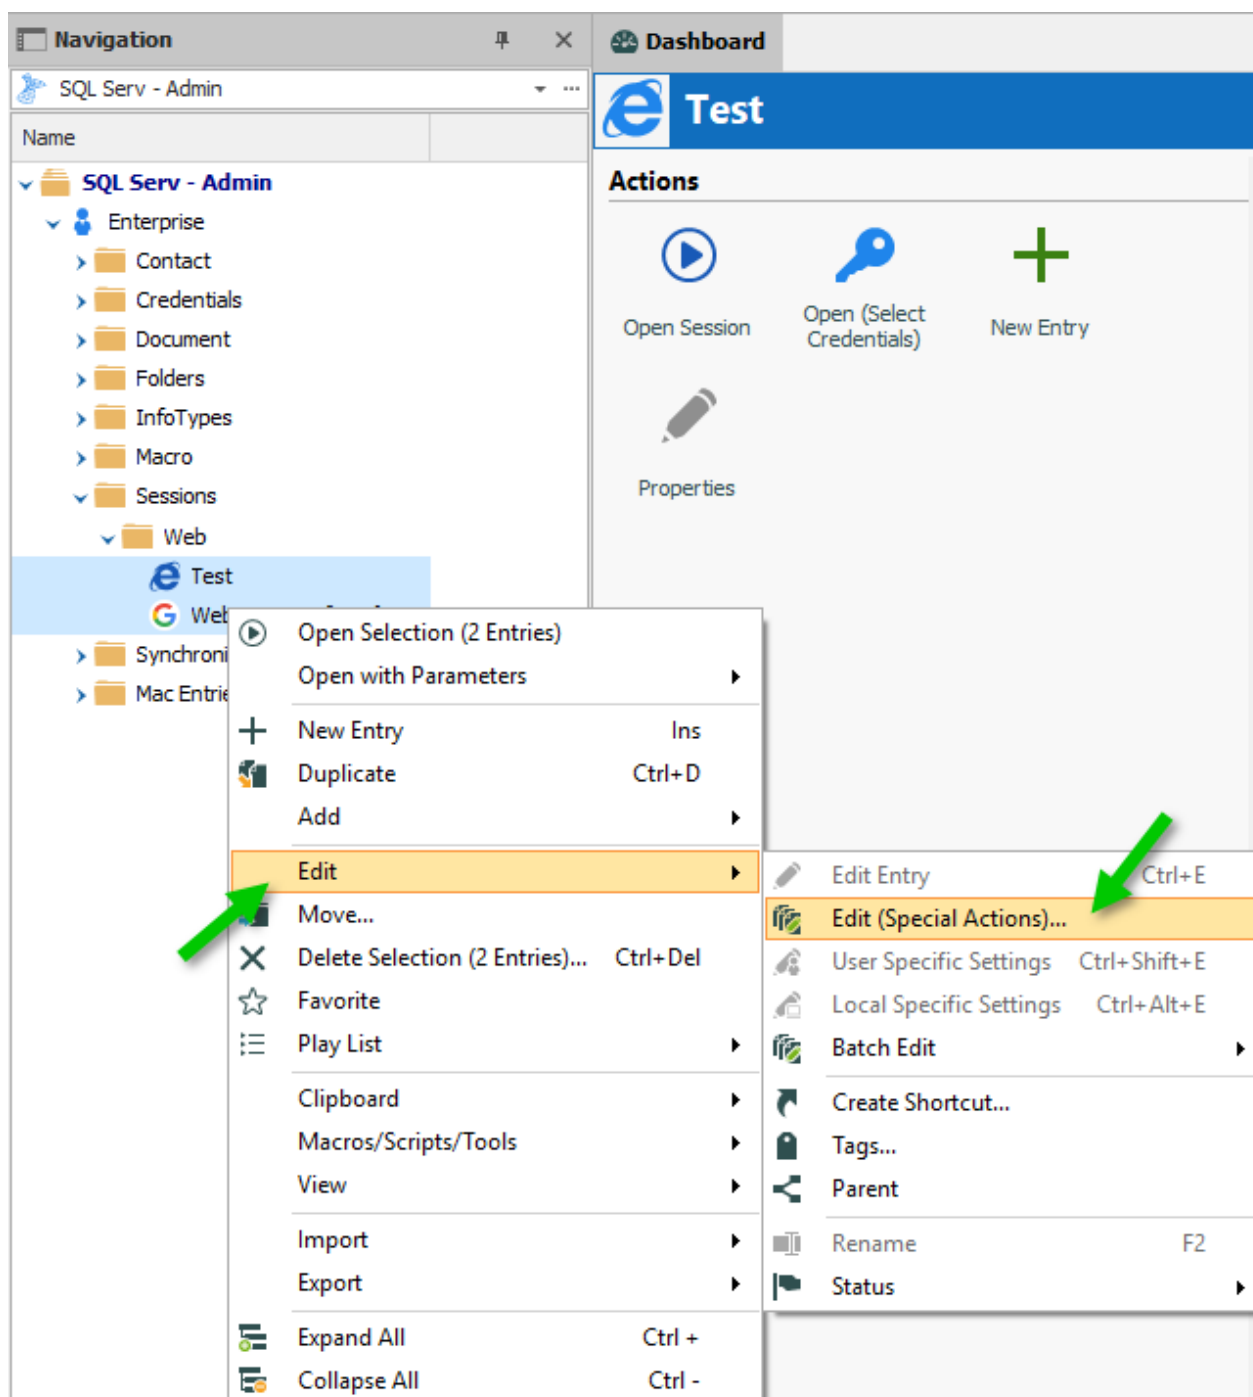 Navigation
SQL Serv - Admin
Name
SQL Serv - Admin
Enterprise
Contact
Credentials
Document
Folders
InfoTypes
Macro
Sessions
Web
Test
Dashboard
Test
Actions
Open Session
Open (Select
Credentials)
New Entry
Properties
Open Selection (2 Entries)
Open with Parameters
New Entry Ins
Duplicate Ctrl+D
Add
Edit
Move...
Delete Selection (2 Entries)... Ctrl+Del
Favorite
Play List
Clipboard
Macros/Scripts/Tools
View
Import
Export
Expand All Ctrl +
Collapse All Ctrl -
Edit Entry Ctrl+E
Edit (Special Actions)...
User Specific Settings Ctrl+Shift+E
Local Specific Settings Ctrl+Alt+E
Batch Edit
Create Shortcut...
Tags...
Parent
Rename F2
Status